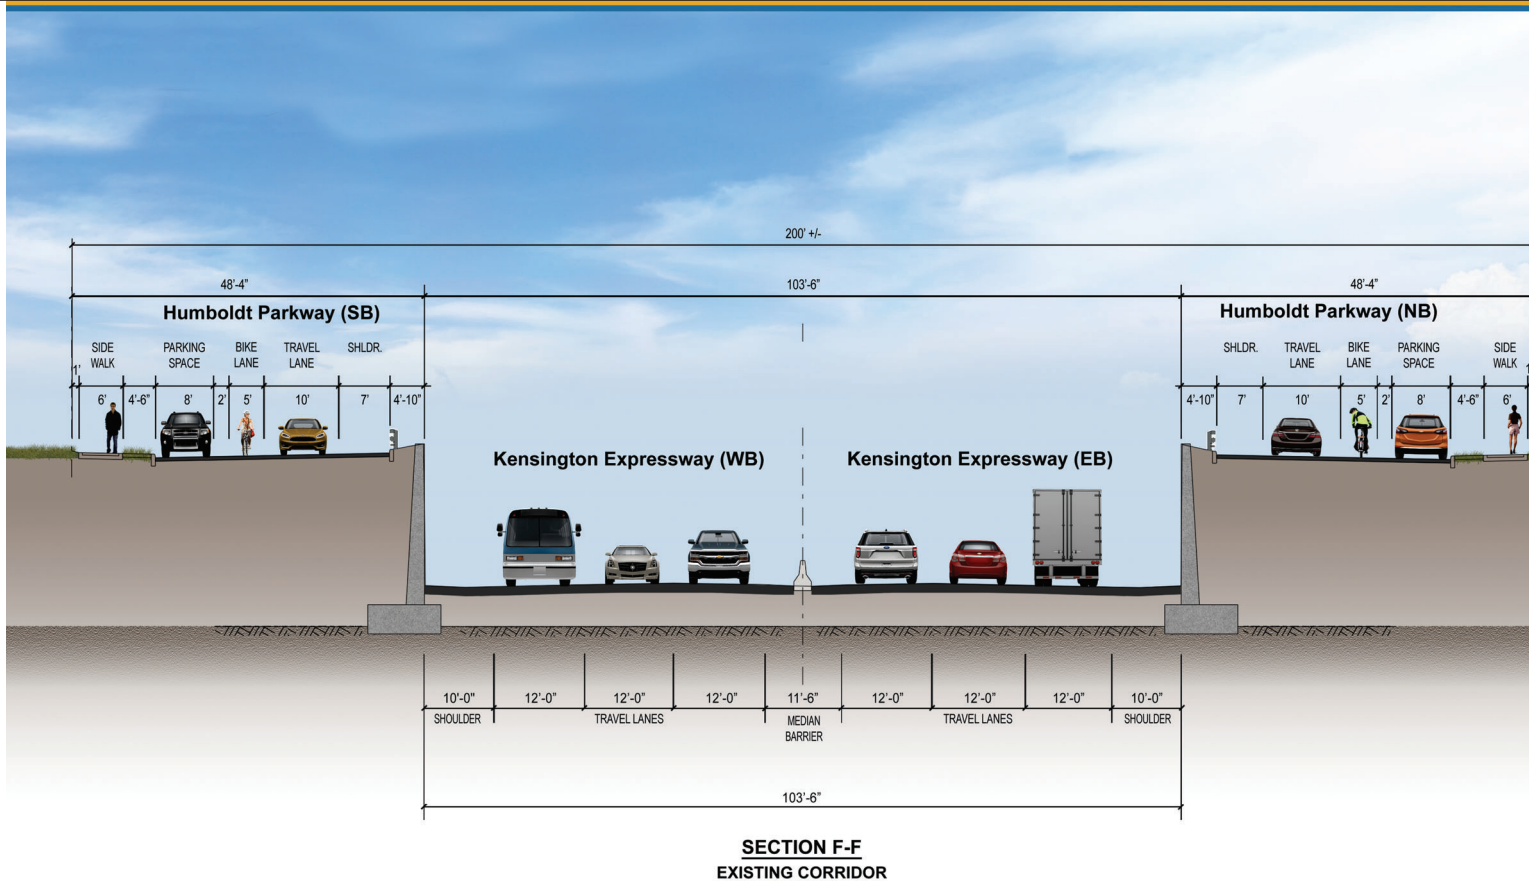 200' +/-
48'-4"
103'-6"
48'-4"
Humboldt Parkway (SB)
Humboldt Parkway (NB)
SIDE
WALK
PARKING
SPACE
BIKE
LANE
TRAVEL
LANE
SHLDR.
SHLDR.
TRAVEL
LANE
BIKE
LANE
PARKING
SPACE
SIDE
WALK
1'
6'
4'-6"
8'
2'
5'
10'
7'
4'-10"
4'-10"
7'
10'
5'
2'
8'
4'-6"
6'
Kensington Expressway (WB)
Kensington Expressway (EB)
10'-0"
12'-0"
12'-0"
12'-0"
11'-6"
12'-0"
12'-0"
12'-0"
10'-0"
SHOULDER
TRAVEL LANES
MEDIAN
BARRIER
TRAVEL LANES
SHOULDER
103'-6"
SECTION F-F
EXISTING CORRIDOR